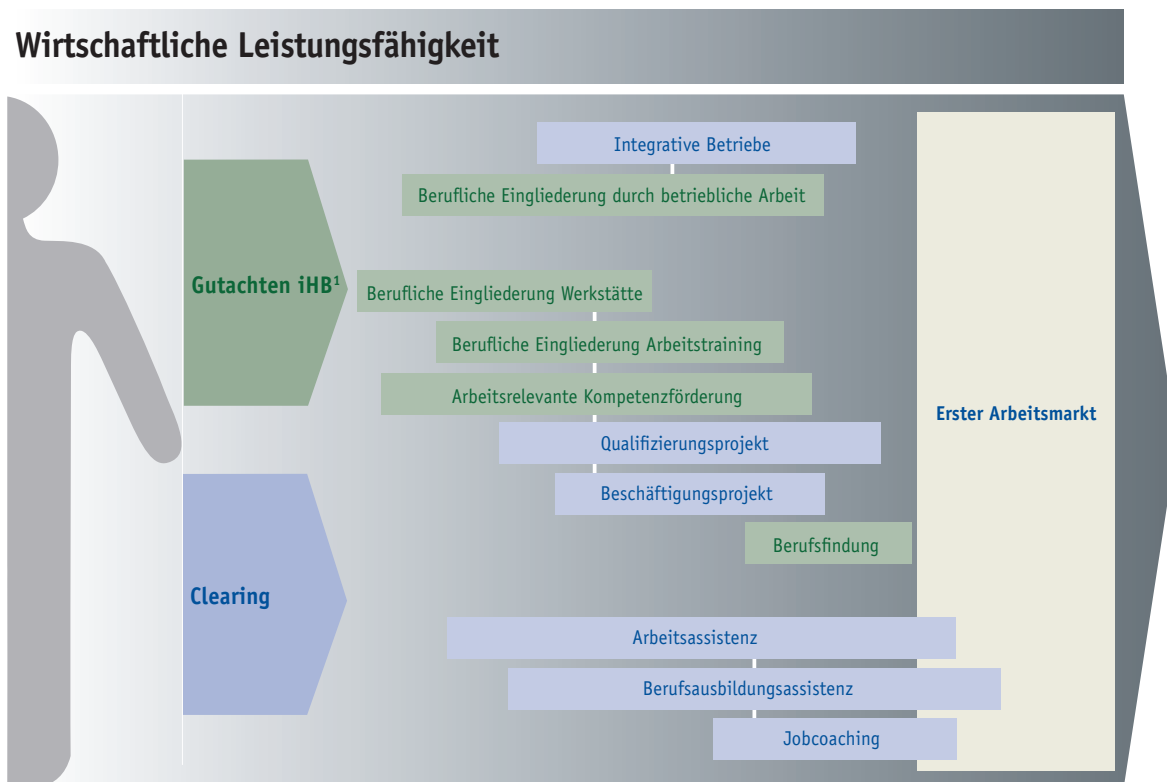 Wirtschaftliche Leistungsfähigkeit
Integrative Betriebe
Berufliche Eingliederung durch betriebliche Arbeit
Gutachten iHB¹
Berufliche Eingliederung Werkstätte
Berufliche Eingliederung Arbeitstraining
Arbeitsrelevante Kompetenzförderung
Erster Arbeitsmarkt
Qualifizierungsprojekt
Beschäftigungsprojekt
Berufsfindung
Clearing
Arbeitsassistenz
Berufsausbildungsassistenz
Jobcoaching